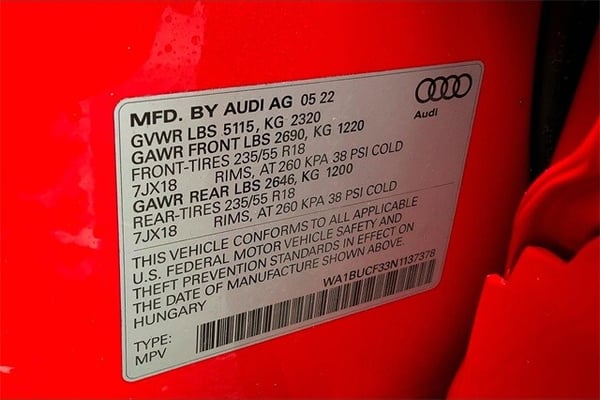 MFD. BY AUDI AG 05 22
GVWR LBS 5115, KG 2320
GAWR FRONT LBS 2690, KG 1220
FRONT-TIRES 235/55 R18
7JX18 RIMS, AT 260 KPA 38 PSI COLD
GAWR REAR LBS 2646, KG 1200
REAR-TIRES 235/55 R18
7JX18 RIMS, AT 260 KPA 38 PSI COLD
THIS VEHICLE CONFORMS TO ALL APPLICABLE
U.S. FEDERAL MOTOR VEHICLE SAFETY AND
THEFT PREVENTION STANDARDS IN EFFECT ON
THE DATE OF MANUFACTURE SHOWN ABOVE.
HUNGARY WA1BUCF33N1137378
TYPE:
MPV
Audi